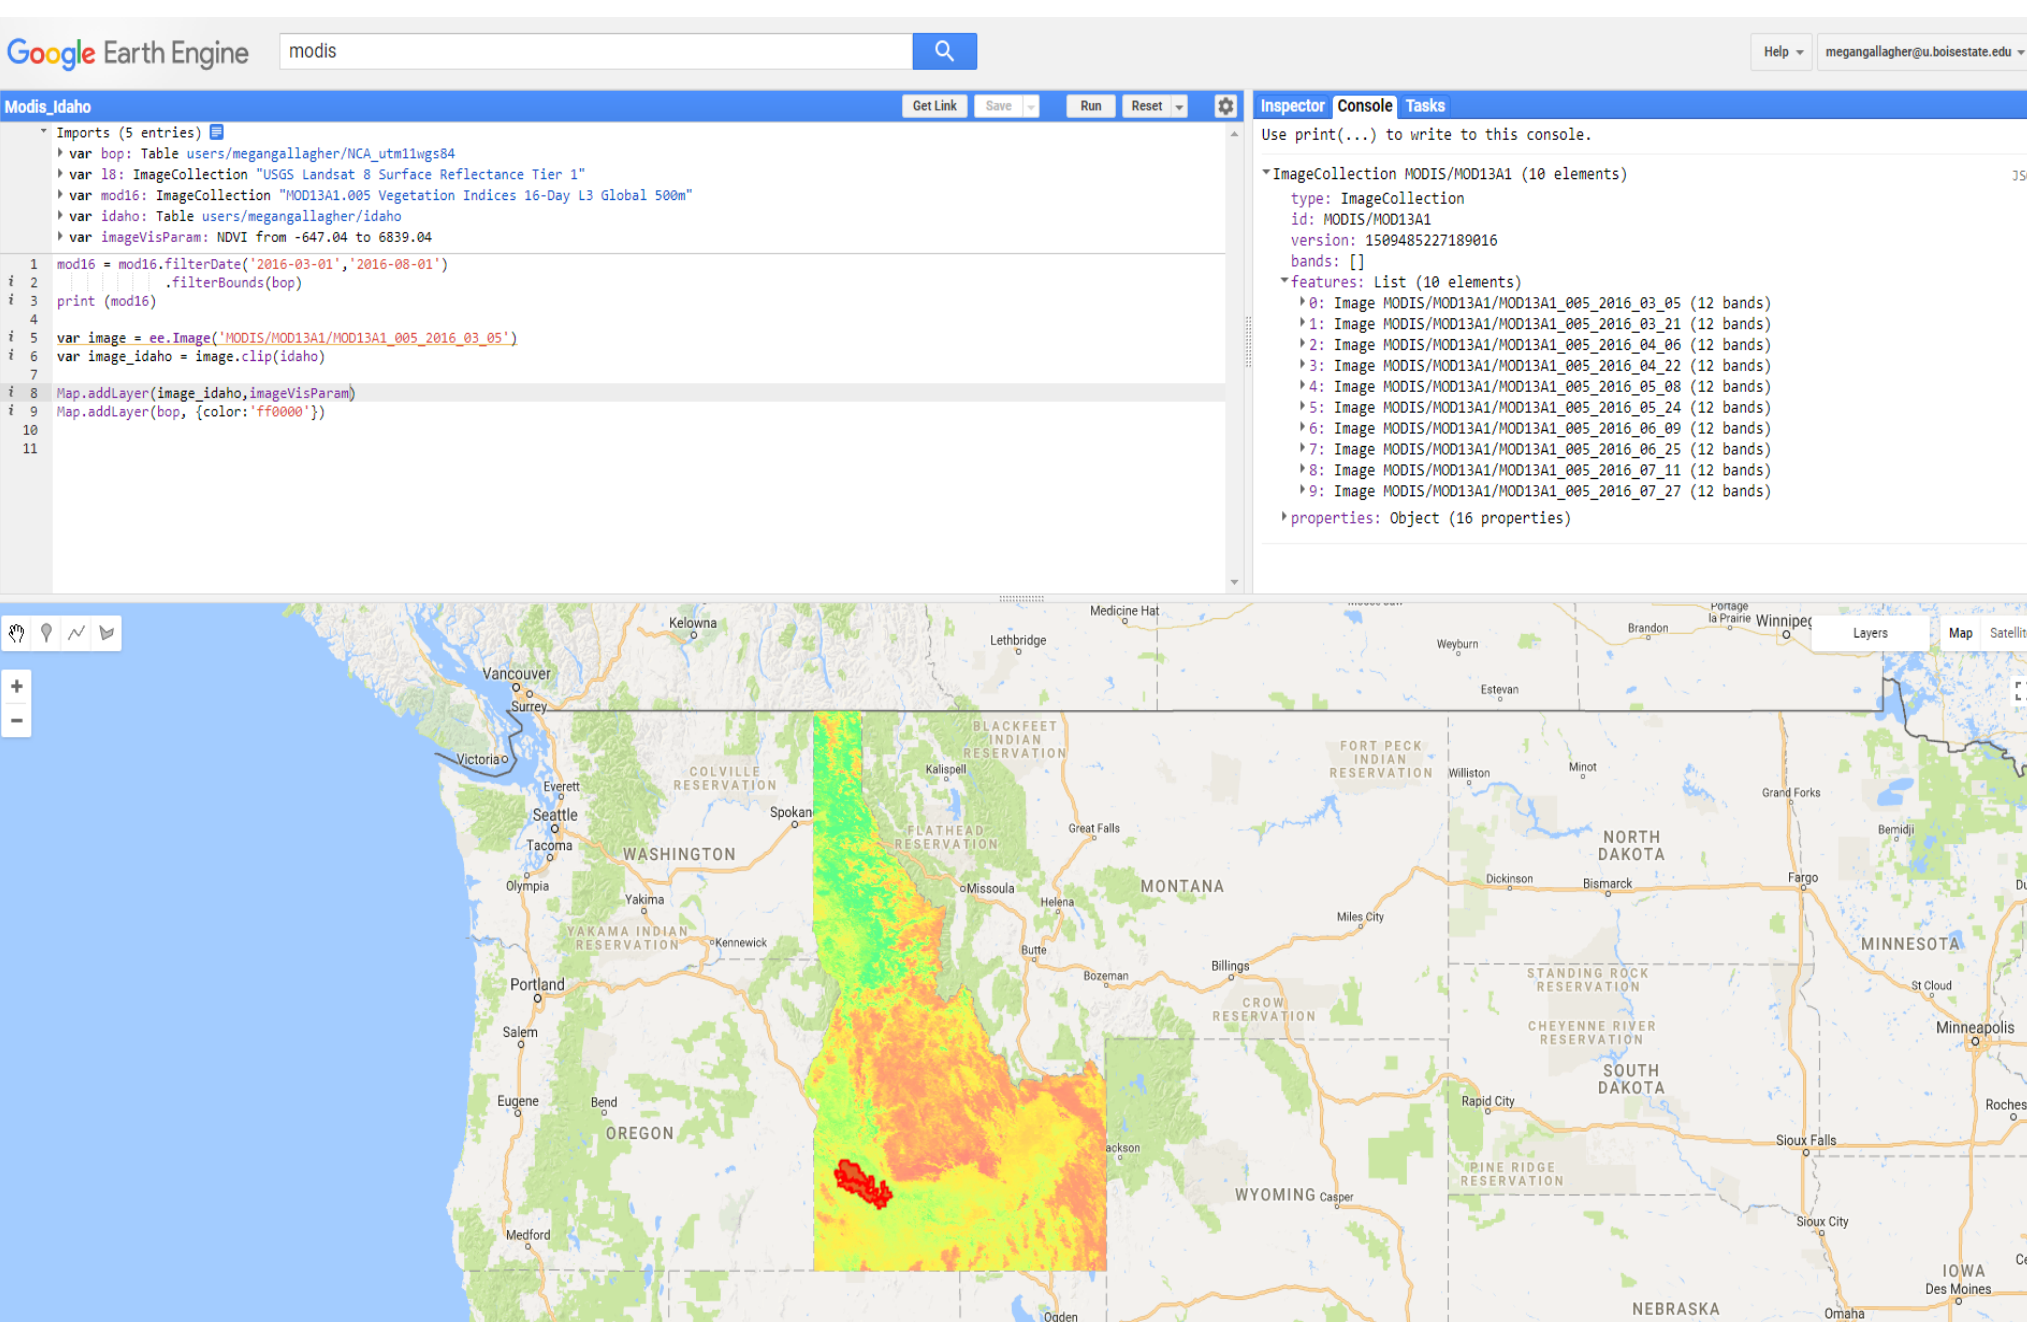 Google Earth Engine
modis
Help
megangallagher@u.boisestate.edu
Modis_Idaho
Get Link
Save
Run
Reset
Imports (5 entries)
var bop: Table users/megangallagher/NCA_utm11wgs84
var l8: ImageCollection "USGS Landsat 8 Surface Reflectance Tier 1"
var mod16: ImageCollection "MOD13A1.005 Vegetation Indices 16-Day L3 Global 500m"
var idaho: Table users/megangallagher/idaho
var imageVisParam: NDVI from -647.04 to 6839.04
1 mod16 = mod16.filterDate('2016-03-01','2016-08-01')
i 2 .filterBounds(bop)
i 3 print (mod16)
4
i 5 var image = ee.Image('MODIS/MOD13A1/MOD13A1_005_2016_03_05')
i 6 var image_idaho = image.clip(idaho)
7
i 8 Map.addLayer(image_idaho,imageVisParam)
i 9 Map.addLayer(bop, {color:'ff0000'})
10
11
Inspector Console Tasks
Use print(...) to write to this console.
ImageCollection MODIS/MOD13A1 (10 elements)
type: ImageCollection
id: MODIS/MOD13A1
version: 1509485227189016
bands: []
features: List (10 elements)
0: Image MODIS/MOD13A1/MOD13A1_005_2016_03_05 (12 bands)
1: Image MODIS/MOD13A1/MOD13A1_005_2016_03_21 (12 bands)
2: Image MODIS/MOD13A1/MOD13A1_005_2016_04_06 (12 bands)
3: Image MODIS/MOD13A1/MOD13A1_005_2016_04_22 (12 bands)
4: Image MODIS/MOD13A1/MOD13A1_005_2016_05_08 (12 bands)
5: Image MODIS/MOD13A1/MOD13A1_005_2016_05_24 (12 bands)
6: Image MODIS/MOD13A1/MOD13A1_005_2016_06_09 (12 bands)
7: Image MODIS/MOD13A1/MOD13A1_005_2016_06_25 (12 bands)
8: Image MODIS/MOD13A1/MOD13A1_005_2016_07_11 (12 bands)
9: Image MODIS/MOD13A1/MOD13A1_005_2016_07_27 (12 bands)
properties: Object (16 properties)
Layers
Map
Satellit
Kelowna
Medicine Hat
Lethbridge
Weyburn
Brandon
Portage
la Prairie
Winnipeg
Vancouver
Surrey
Estevan
Victoria
BLACKFEET
INDIAN
RESERVATION
FORT PECK
INDIAN
RESERVATION
COLVILLE
RESERVATION
Kalispell
Williston
Minot
Everett
Grand Forks
Seattle
Spokan
FLATHEAD
RESERVATION
Great Falls
Bemidji
Tacoma
WASHINGTON
NORTH
DAKOTA
Olympia
Missoula
MONTANA
Dickinson
Bismarck
Fargo
Du
Yakima
Helena
Miles City
YAKAMA INDIAN
RESERVATION
Kennewick
Butte
MINNESOTA
Bozeman
Billings
STANDING ROCK
RESERVATION
Portland
St Cloud
CROW
RESERVATION
Salem
CHEYENNE RIVER
RESERVATION
Minneapolis
SOUTH
DAKOTA
Eugene
Bend
Rapid City
Roches
OREGON
Sioux Falls
ackson
PINE RIDGE
RESERVATION
WYOMING
Casper
Medford
Sioux City
IOWA
Des Moines
Ce
Ogden
NEBRASKA
Omaha